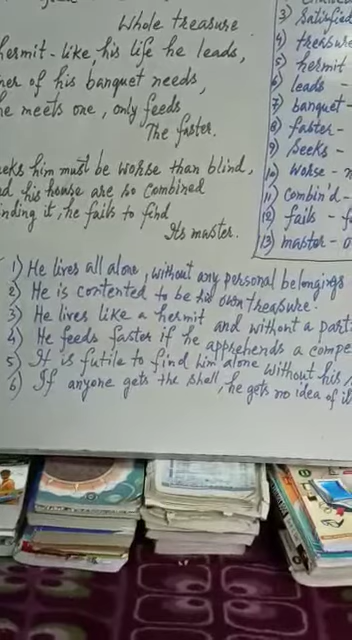 Whole treasure.
hermit-like, his life he leads,
of his banquet needs,
he meets one, only feeds
The faster.
him must be worse than blind,
his house are so combined
finding it, he fails to find
Its master.
3) Satisfied
4) treasure
5) hermit
6) leads -
7) banquet -
8) faster -
9) Seeks -
10) worse -
11) Combin'd -
12) fails -
13) master -
1) He lives all alone, without any personal belongings
2) He is contented to be his own treasure.
3) He lives like a hermit and without a
4) He feeds faster if he apprehends a
5) It is futile to find him alone without his
6) If anyone gets the shell, he gets no idea of